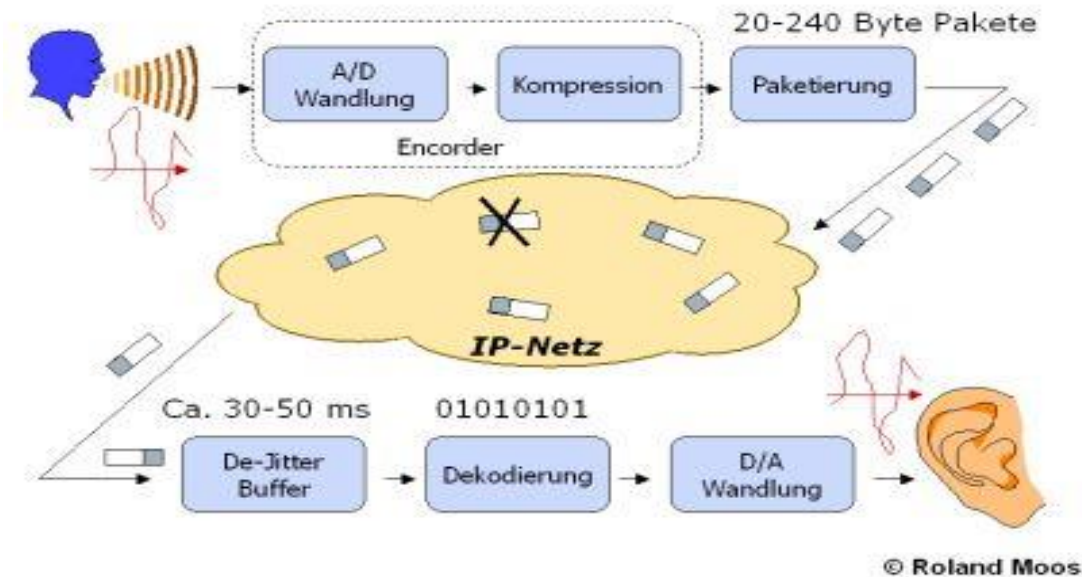 20-240 Byte Pakete
A/D
Wandlung
Kompression
Paketierung
Encorder
IP-Netz
Ca. 30-50 ms
01010101
De-Jitter
Buffer
Dekodierung
D/A
Wandlung
© Roland Moos